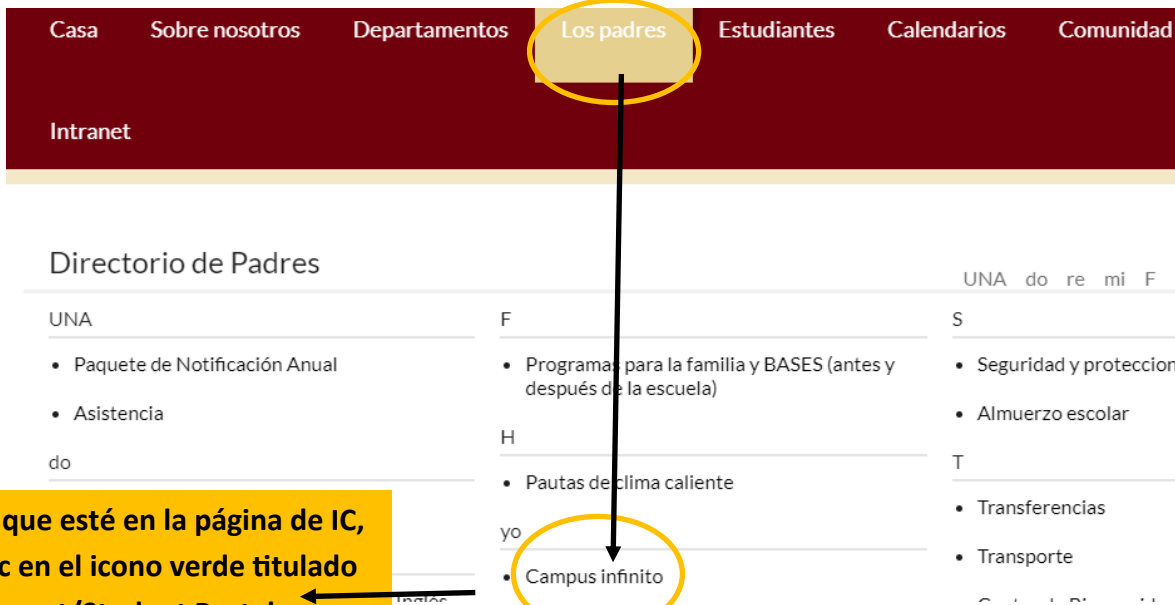 Casa Sobre nosotros Departamentos Los padres Estudiantes Calendarios Comunidad
Intranet
Directorio de Padres
UNA do re mi F
UNA
• Paquete de Notificación Anual
• Asistencia
do
que esté en la página de IC,
c en el icono verde titulado
F
• Programas para la familia y BASES (antes y
después de la escuela)
H
• Pautas de clima caliente
yo
• Campus infinito
S
• Seguridad y proteccion
• Almuerzo escolar
T
• Transferencias
• Transporte